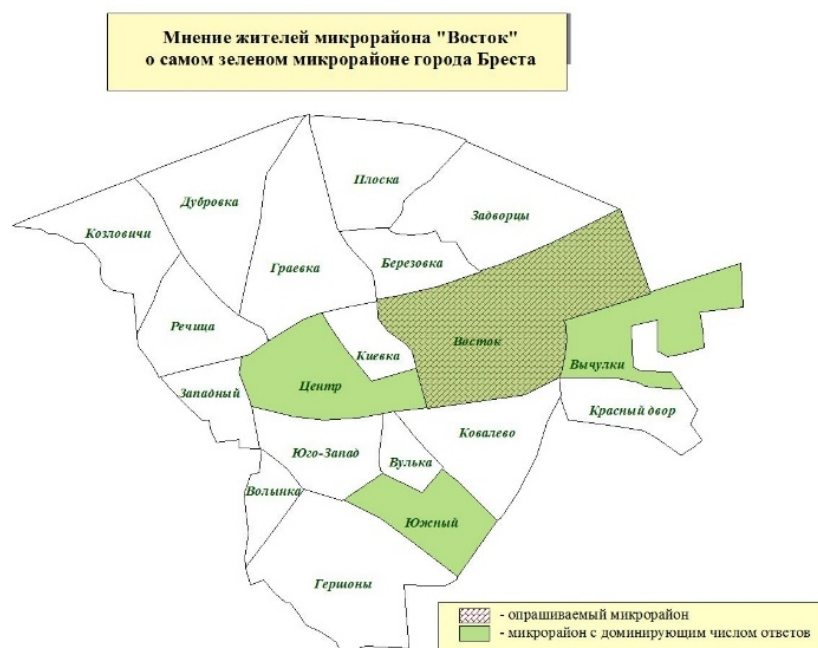 Мнение жителей микрорайона "Восток"
о самом зеленом микрорайоне города Бреста
Плоска
Дубровка
Задворцы
Козловичи
Березовка
Граевка
Речица
Восток
Киевка
Вычулки
Центр
Западный
Красный двор
Ковалево
Юго-Запад
Вулька
Волынка
Южный
Гершоны
- опрашиваемый микрорайон
- микрорайон с доминирующим числом ответов